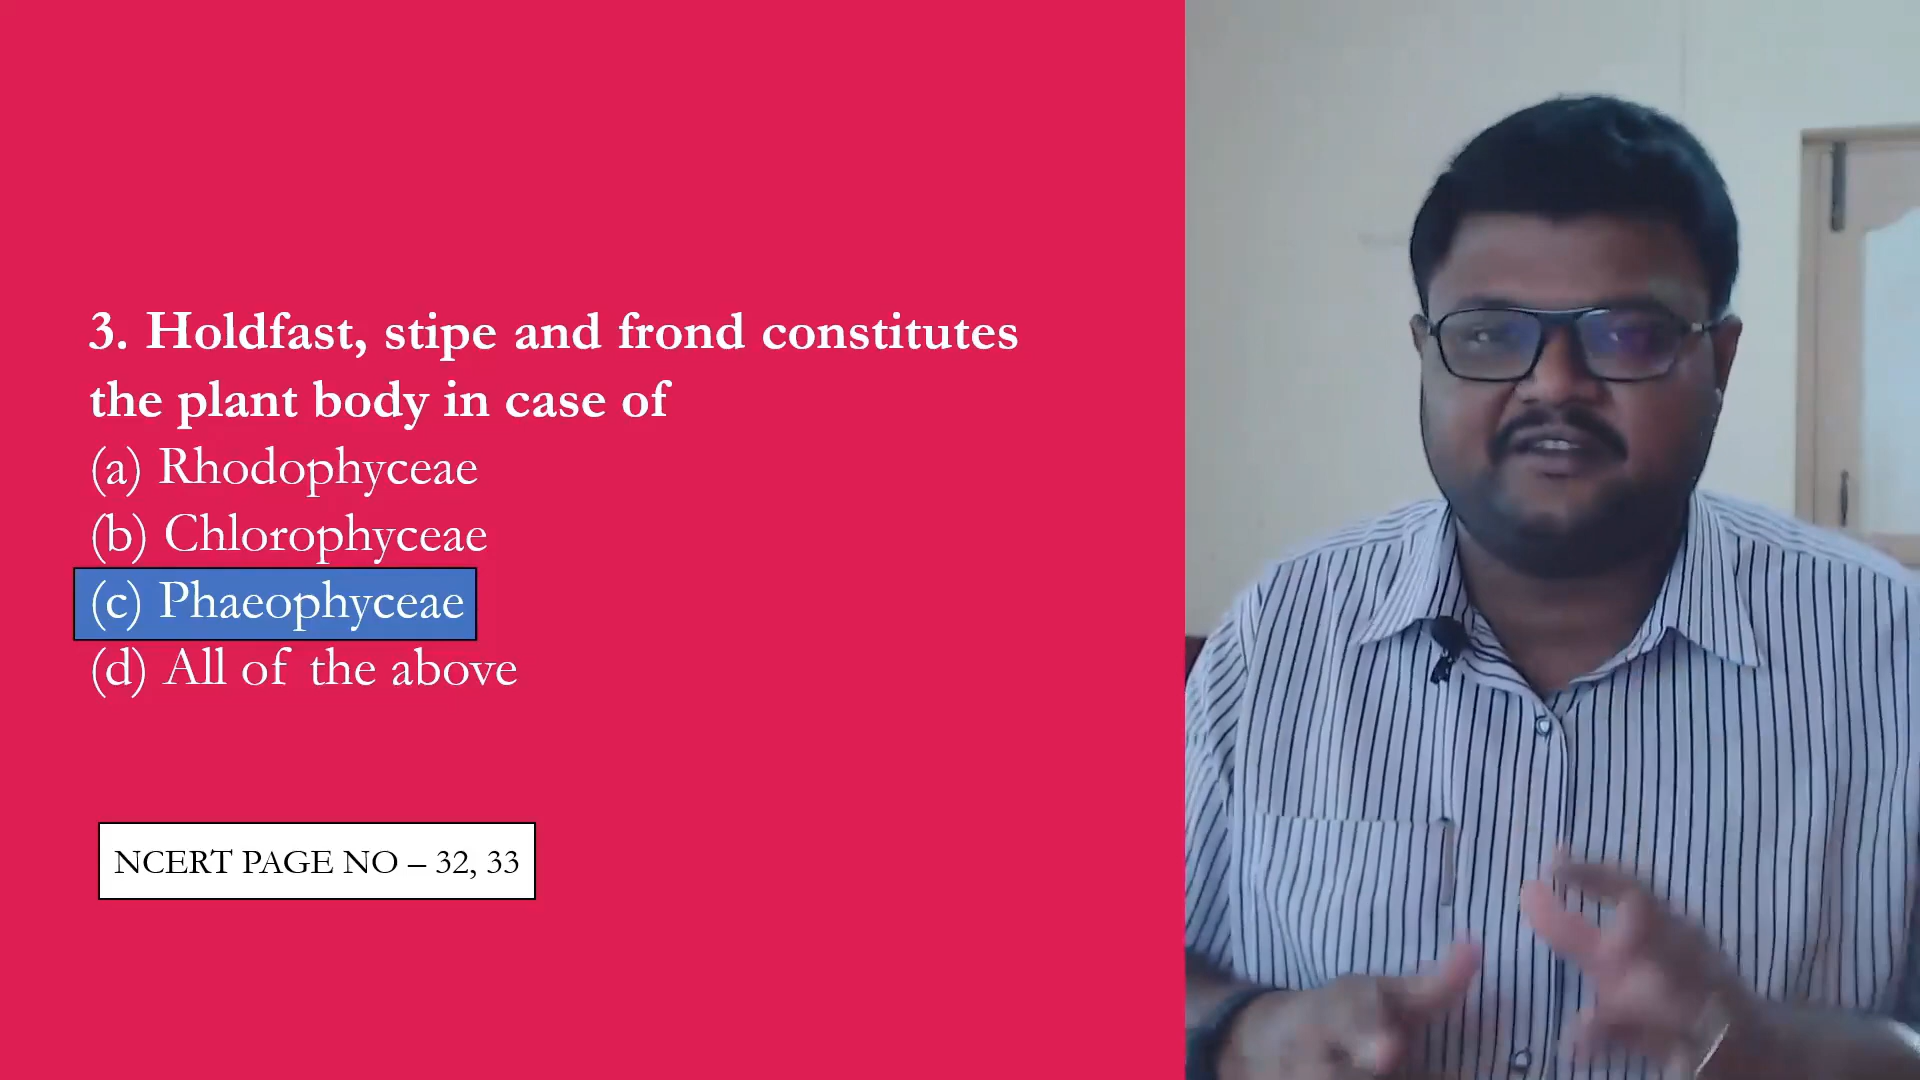 3. Holdfast, stipe and frond constitutes
the plant body in case of
(a) Rhodophyceae
(b) Chlorophyceae
(c) Phaeophyceae
(d) All of the above
NCERT PAGE NO – 32, 33